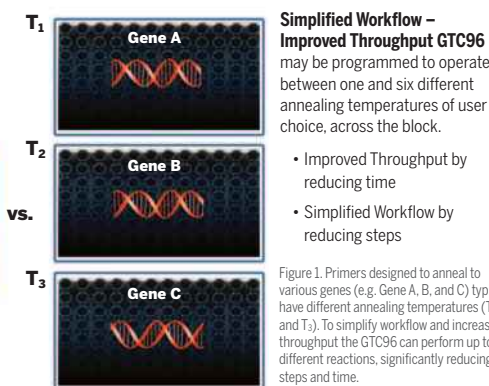 T1
Gene A
T2
Gene B
vs.
T3
Gene C
Simplified Workflow –
Improved Throughput GTC96
may be programmed to operate
between one and six different
annealing temperatures of user
choice, across the block.
• Improved Throughput by
reducing time
• Simplified Workflow by
reducing steps
Figure 1. Primers designed to anneal to
various genes (e.g. Gene A, B, and C)
have different annealing temperatures
and T3). To simplify workflow and
throughput the GTC96 can perform up to
different reactions, significantly reducing
steps and time.